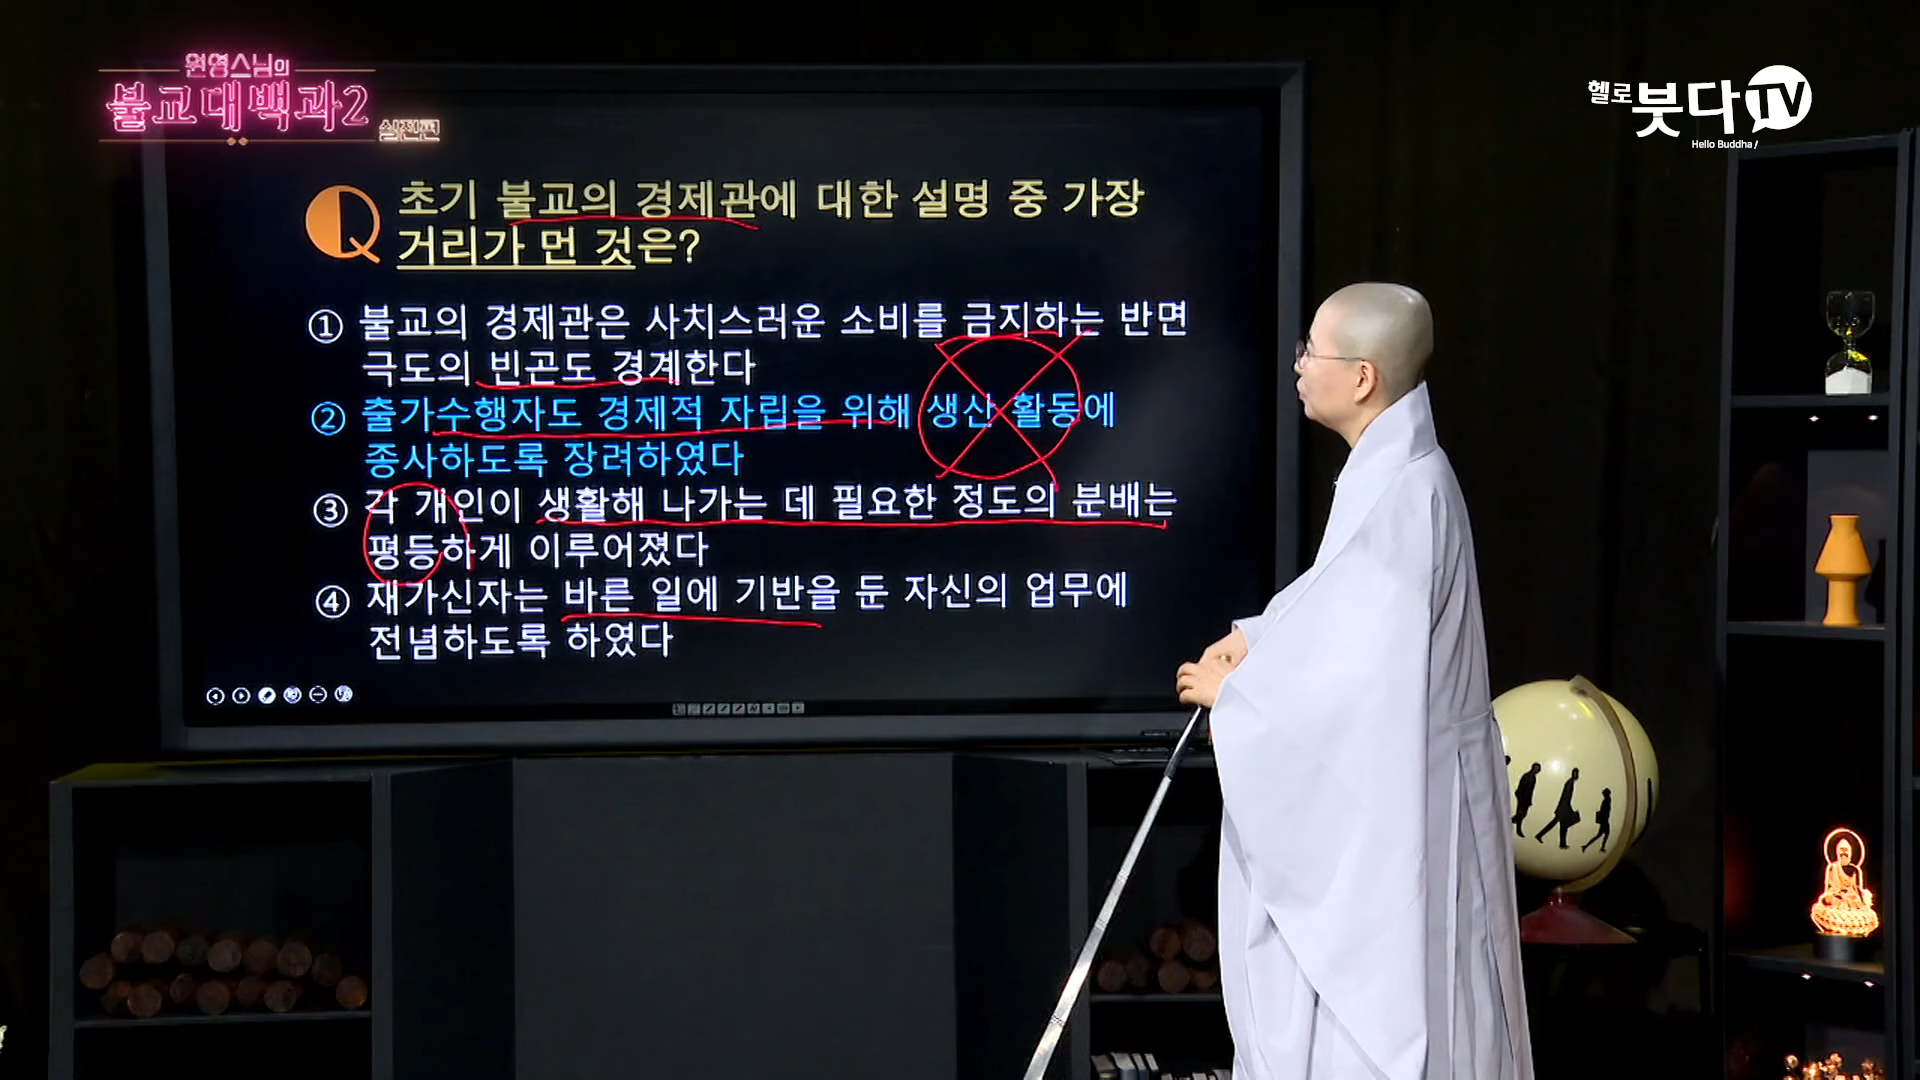 원영스님의
불교대백과2
실전편
헬로붓다TV
Hello Buddha!
Q 초기 불교의 경제관에 대한 설명 중 가장
거리가 먼 것은?
① 불교의 경제관은 사치스러운 소비를 금지하는 반면
극도의 빈곤도 경계한다
② 출가수행자도 경제적 자립을 위해 생산 활동에
종사하도록 장려하였다
③ 각 개인이 생활해 나가는 데 필요한 정도의 분배는
평등하게 이루어졌다
④ 재가신자는 바른 일에 기반을 둔 자신의 업무에
전념하도록 하였다